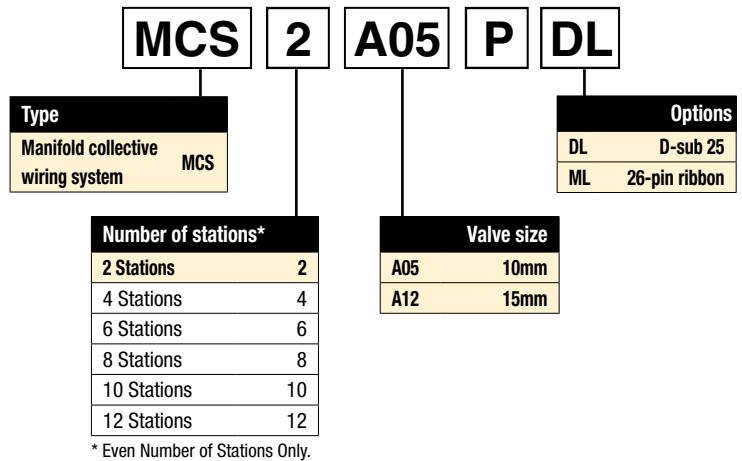 MCS 2 A05 P DL
Type
Manifold collective
wiring system MCS
Options
DL D-sub 25
ML 26-pin ribbon
Number of stations*
2 Stations 2
4 Stations 4
6 Stations 6
8 Stations 8
10 Stations 10
12 Stations 12
* Even Number of Stations Only.
Valve size
A05 10mm
A12 15mm